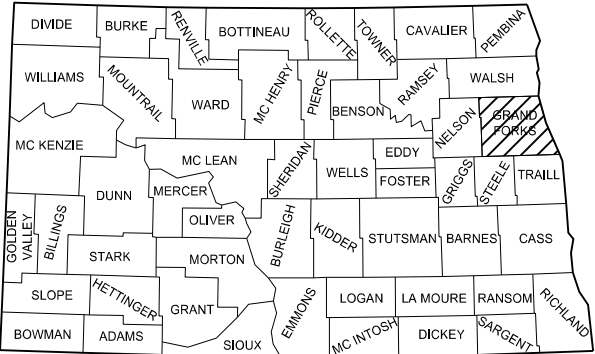 DIVIDE
BURKE
RENVILLE
BOTTINEAU
ROLLETTE
TOWNER
CAVALIER
PEMBINA
WILLIAMS
MOUNTRAIL
WARD
MC HENRY
PIERCE
BENSON
RAMSEY
WALSH
NELSON
GRAND
FORKS
MC KENZIE
DUNN
MC LEAN
MERCER
OLIVER
SHERIDAN
WELLS
EDDY
FOSTER
GRIGGS
STEELE
TRAILL
GOLDEN
VALLEY
BILLINGS
STARK
MORTON
BURLEIGH
KIDDER
STUTSMAN
BARNES
CASS
SLOPE
HETTINGER
GRANT
EMMONS
LOGAN
LA MOURE
RANSOM
RICHLAND
BOWMAN
ADAMS
SIOUX
MC INTOSH
DICKEY
SARGENT